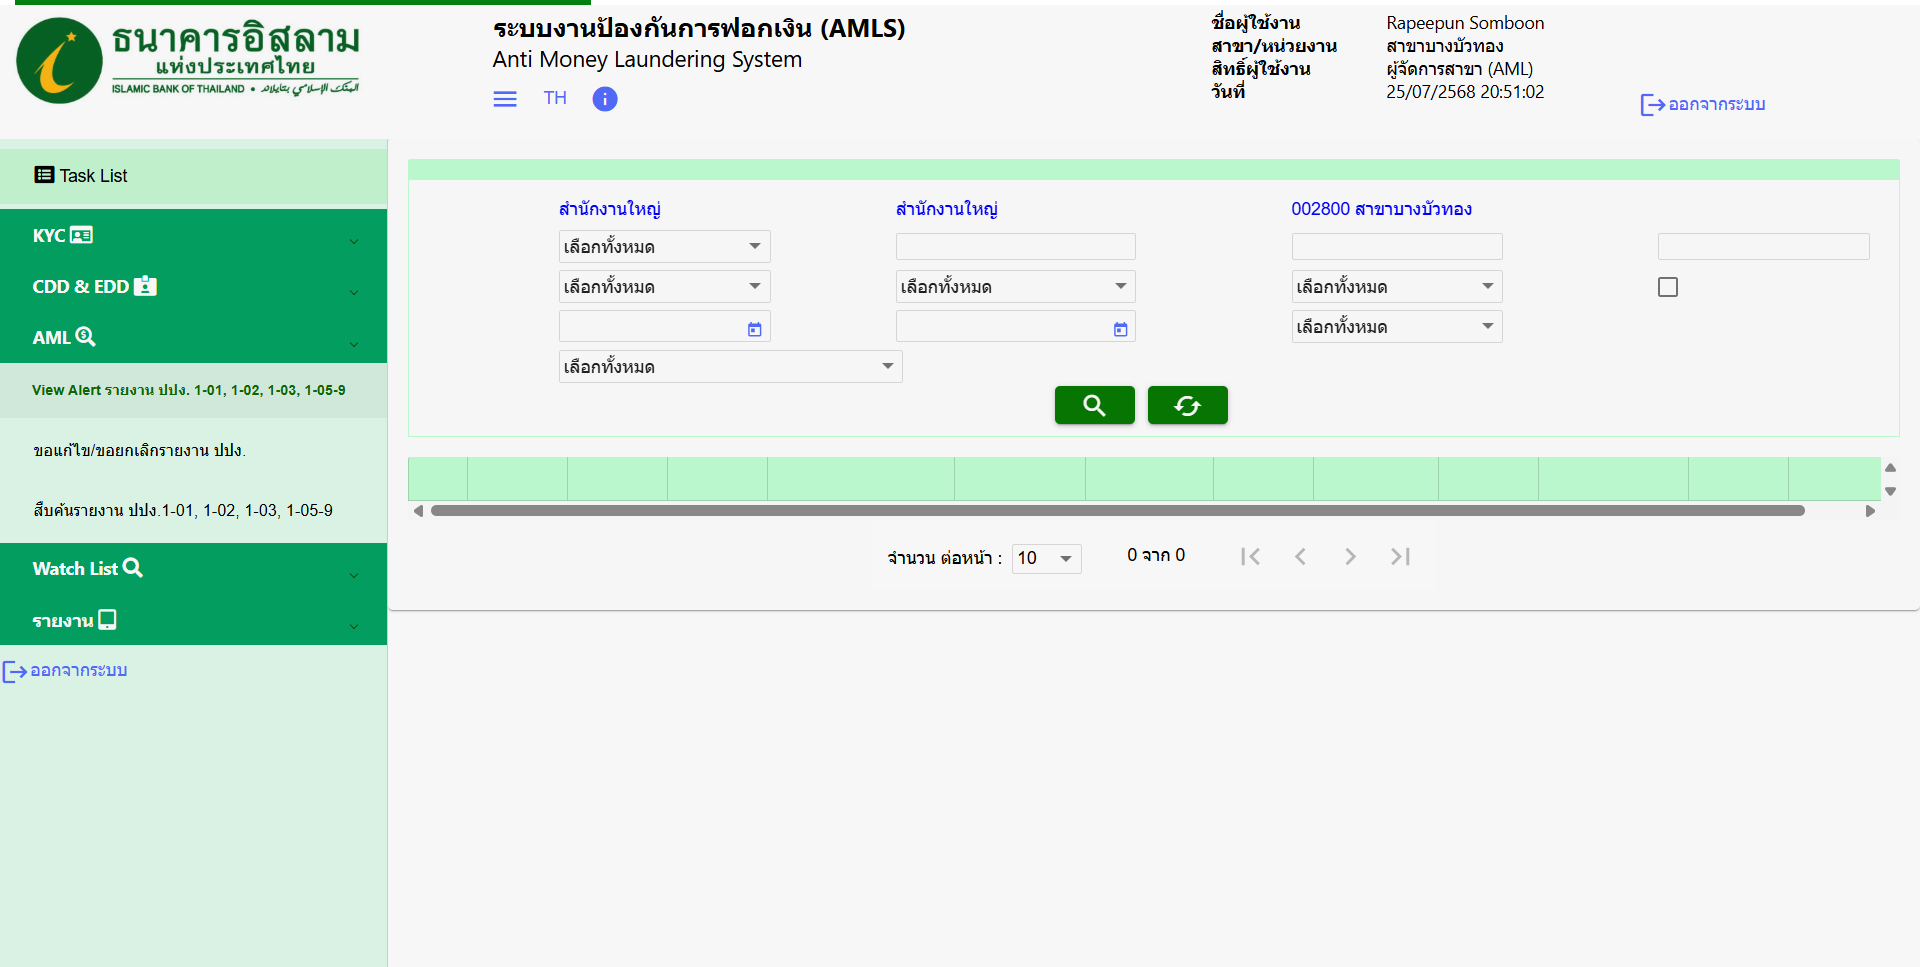 ธนาคารอิสลาม
แห่งประเทศไทย
ISLAMIC BANK OF THAILAND • البنك الإسلامي بتايلاند
ระบบงานป้องกันการฟอกเงิน (AMLS)
Anti Money Laundering System
TH
ชื่อผู้ใช้งาน Rapeepun Somboon
สาขา/หน่วยงาน สาขาบางบัวทอง
สิทธิ์ผู้ใช้งาน ผู้จัดการสาขา (AML)
วันที่ 25/07/2568 20:51:02
ออกจากระบบ
Task List
KYC
CDD & EDD
AML
View Alert รายงาน ปปง. 1-01, 1-02, 1-03, 1-05-9
ขอแก้ไข/ขอยกเลิกรายงาน ปปง.
สืบค้นรายงาน ปปง.1-01, 1-02, 1-03, 1-05-9
Watch List
รายงาน
ออกจากระบบ
สำนักงานใหญ่ สำนักงานใหญ่ 002800 สาขาบางบัวทอง
เลือกทั้งหมด
เลือกทั้งหมด เลือกทั้งหมด เลือกทั้งหมด
เลือกทั้งหมด
เลือกทั้งหมด
จำนวน ต่อหน้า : 10 0 จาก 0